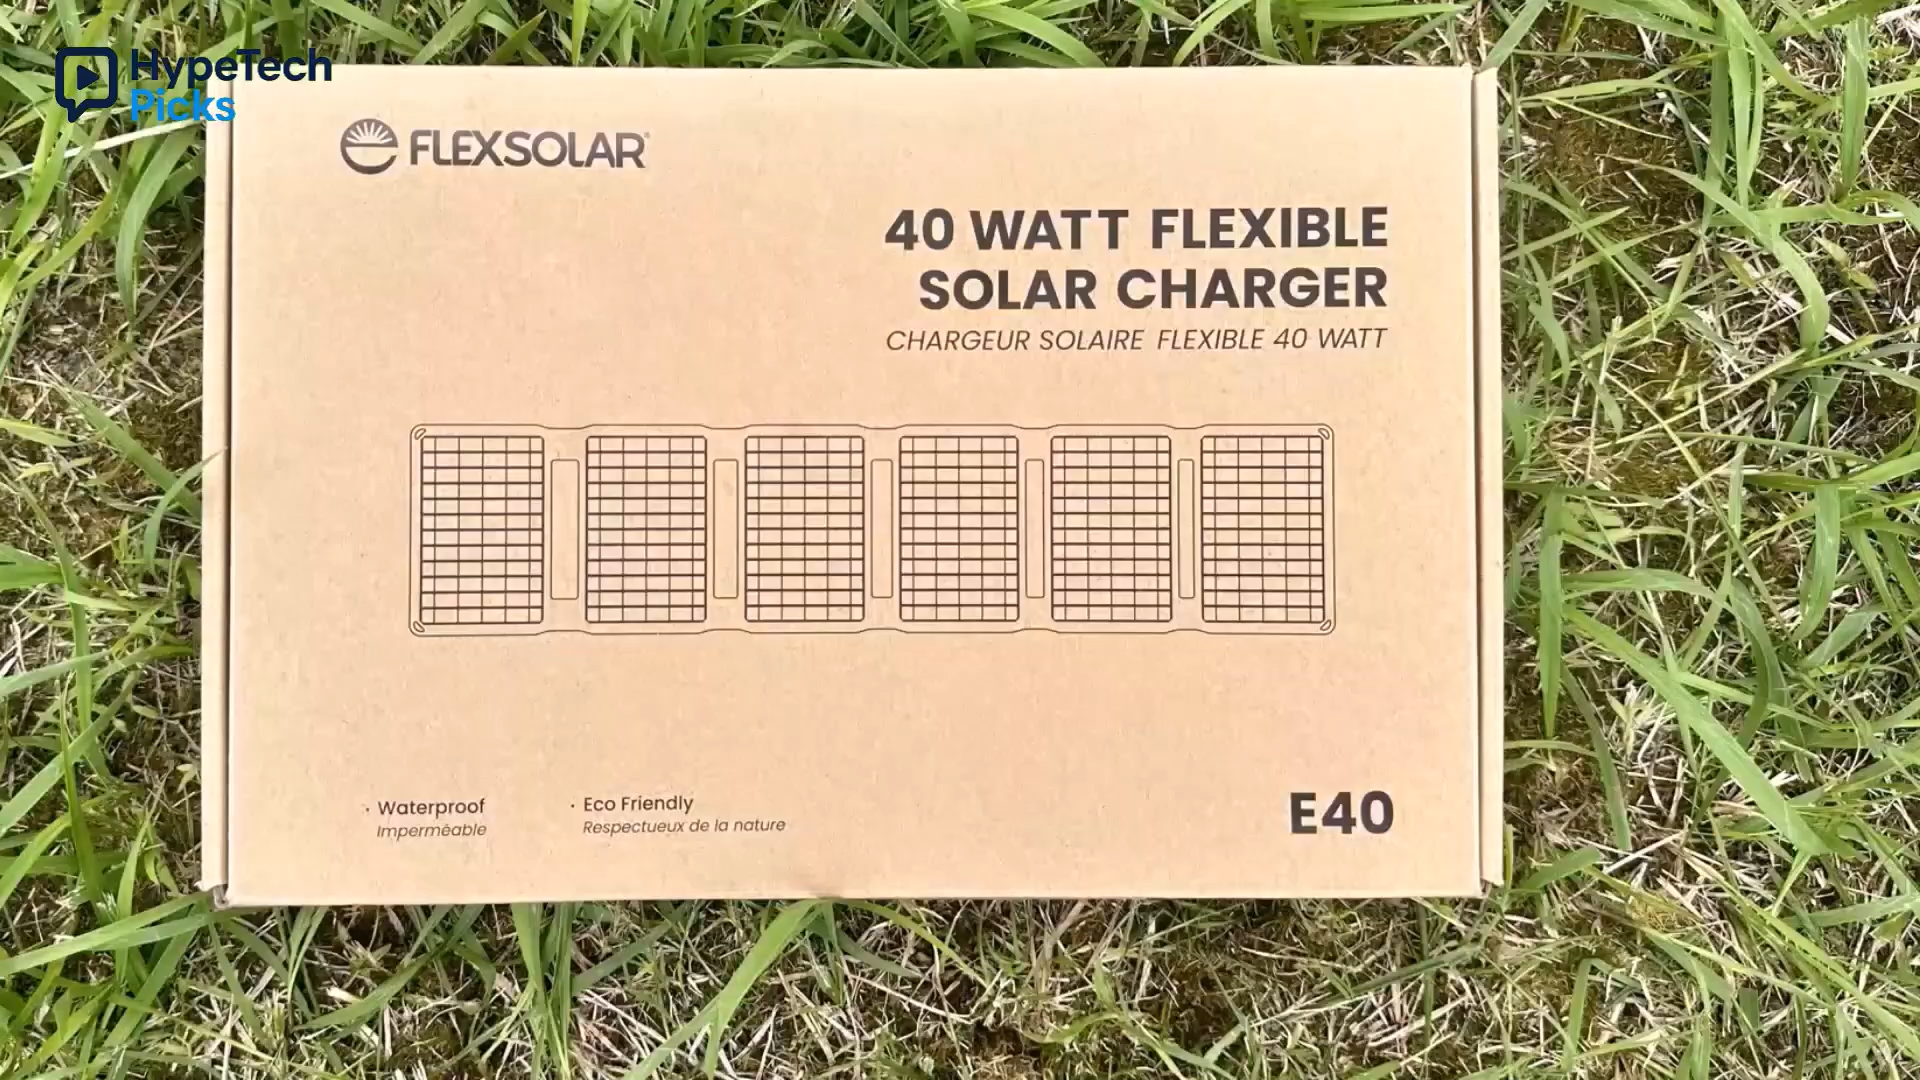 HypeTech
Picks
FLEXSOLAR
40 WATT FLEXIBLE
SOLAR CHARGER
CHARGEUR SOLAIRE FLEXIBLE 40 WATT
· Waterproof
Imperméable
· Eco Friendly
Respectueux de la nature
E40